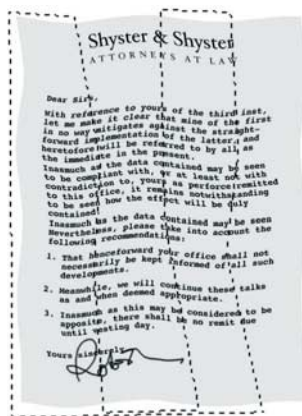 Shyster & Shyster
ATTORNEYS AT LAW
Dear Sirs,
With reference to yours of the third inst,
let me make it clear that mine of the first
in no way mitigates against the straight-
forward implementation of the latter, and
heretofore will be referred to by all as
the immediate in the present.
Inasmuch as the data contained may be seen
to be compliant with, or at least not with
contradiction to, yours as perforce remitted
to this office, it remains notwithstanding
to be seen how the effect will be duly
contained!
Inasmuch as the data contained may be seen
Nevertheless, please take into account the
following recommendations:
1. That henceforward your office shall not
necessarily be kept informed of all such
developments.
2. Meanwhile, we will continue these talks
as and when deemed appropriate.
3. Inasmuch as this may be considered to be
apposite, there shall be no remit due
until vesting day.
Yours sincerely